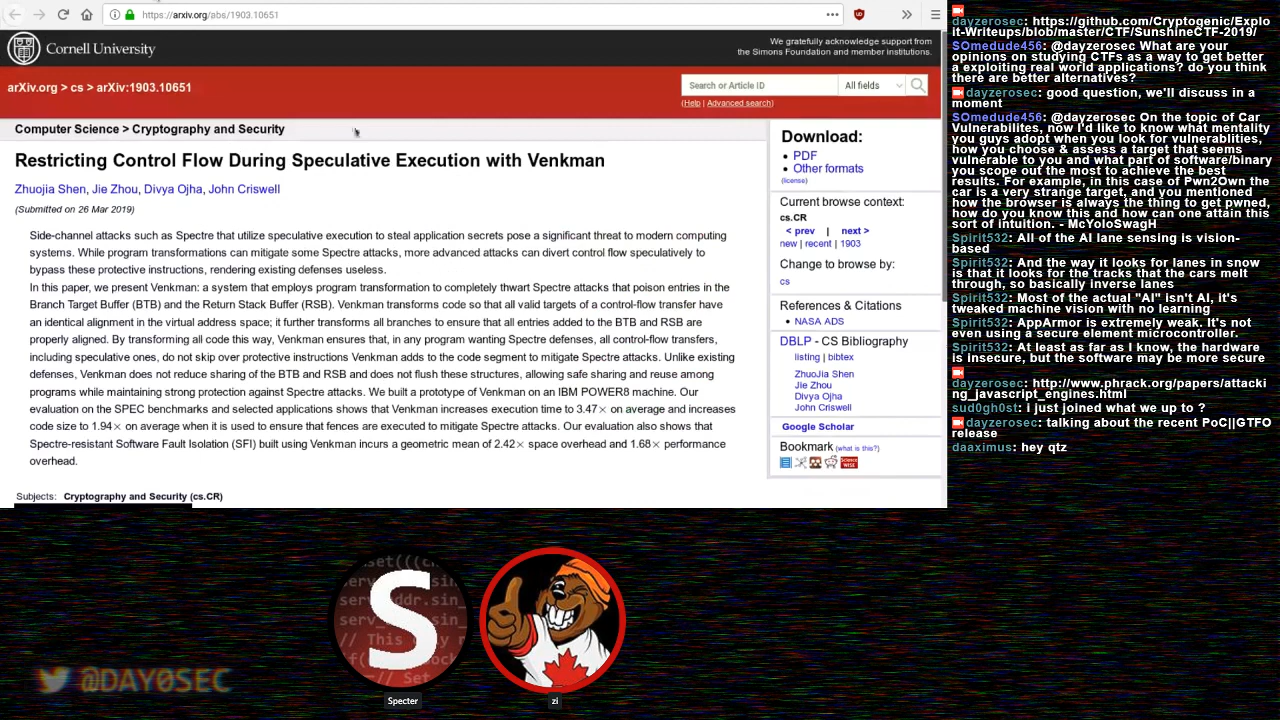 https://arxiv.org/abs/1903.10651
Cornell University
We gratefully acknowledge support from
the Simons Foundation and member institutions.
arXiv.org > cs > arXiv:1903.10651
Search or Article ID
All fields
(Help | Advanced search)
Computer Science > Cryptography and Security
Restricting Control Flow During Speculative Execution with Venkman
Zhuojia Shen, Jie Zhou, Divya Ojha, John Criswell
(Submitted on 26 Mar 2019)
Side-channel attacks such as Spectre that utilize speculative execution to steal application secrets pose a significant threat to modern computing
systems. While program transformations can mitigate some Spectre attacks, more advanced attacks can divert control flow speculatively to
bypass these protective instructions, rendering existing defenses useless.
In this paper, we present Venkman: a system that employs program transformation to completely thwart Spectre attacks that poison entries in the
Branch Target Buffer (BTB) and the Return Stack Buffer (RSB). Venkman transforms code so that all valid targets of a control-flow transfer have
an identical alignment in the virtual address space; it further transforms all branches to ensure that all entries added to the BTB and RSB are
properly aligned. By transforming all code this way, Venkman ensures that, in any program wanting Spectre defenses, all control-flow transfers,
including speculative ones, do not skip over protective instructions Venkman adds to the code segment to mitigate Spectre attacks. Unlike existing
defenses, Venkman does not reduce sharing of the BTB and RSB and does not flush these structures, allowing safe sharing and reuse among
programs while maintaining strong protection against Spectre attacks. We built a prototype of Venkman on an IBM POWER8 machine. Our
evaluation on the SPEC benchmarks and selected applications shows that Venkman increases execution time to 3.47× on average and increases
code size to 1.94× on average when it is used to ensure that fences are executed to mitigate Spectre attacks. Our evaluation also shows that
Spectre-resistant Software Fault Isolation (SFI) built using Venkman incurs a geometric mean of 2.42× space overhead and 1.68× performance
overhead.
Subjects: Cryptography and Security (cs.CR)
Download:
PDF
Other formats
(license)
Current browse context:
cs.CR
< prev | next >
new | recent | 1903
Change to browse by:
cs
References & Citations
NASA ADS
DBLP - CS Bibliography
listing | bibtex
ZhuoJia Shen
Jie Zhou
Divya Ojha
John Criswell
Google Scholar
Bookmark (what is this?)
dayzerosec: https://github.com/Cryptogenic/Explo
it-Writeups/blob/master/CTF/SunshineCTF-2019/
SOmedude456: @dayzerosec What are your
opinions on studying CTFs as a way to get better
a exploiting real world applications? do you think
there are better alternatives?
dayzerosec: good question, we'll discuss in a
moment
SOmedude456: @dayzerosec On the topic of Car
Vulnerabilites, now I'd like to know what mentality
you guys adopt when you look for vulnerabilities,
how you choose & assess a target that seems
vulnerable to you and what part of software/binary
you scope out the most to achieve the best
results. For example, in this case of Pwn2Own the
car is a very strange target, and you mentioned
how the browser is always the thing to get pwned,
how do you know this and how can one attain this
sort of intuition. - McYoloSwagH
Spirit532: All of the AI lane sensing is vision-
based
Spirit532: And the way it looks for lanes in
snow is that it looks for the tracks that the cars melt
through, so basically inverse lanes
Spirit532: Most of the actual "AI" isn't AI, it's
tweaked machine vision with no learning
Spirit532: AppArmor is extremely weak. It's not
even using a secure element microcontroller.
Spirit532: At least as far as I know, the hardware
is insecure, but the software may be more secure
dayzerosec: http://www.phrack.org/papers/attacki
ng_javascript_engines.html
sud0gh0st: i just joined what we up to ?
dayzerosec: talking about the recent PoC||GTFO
release
daaximus: hey qtz
S
Specter
zi
@DAY0SEC